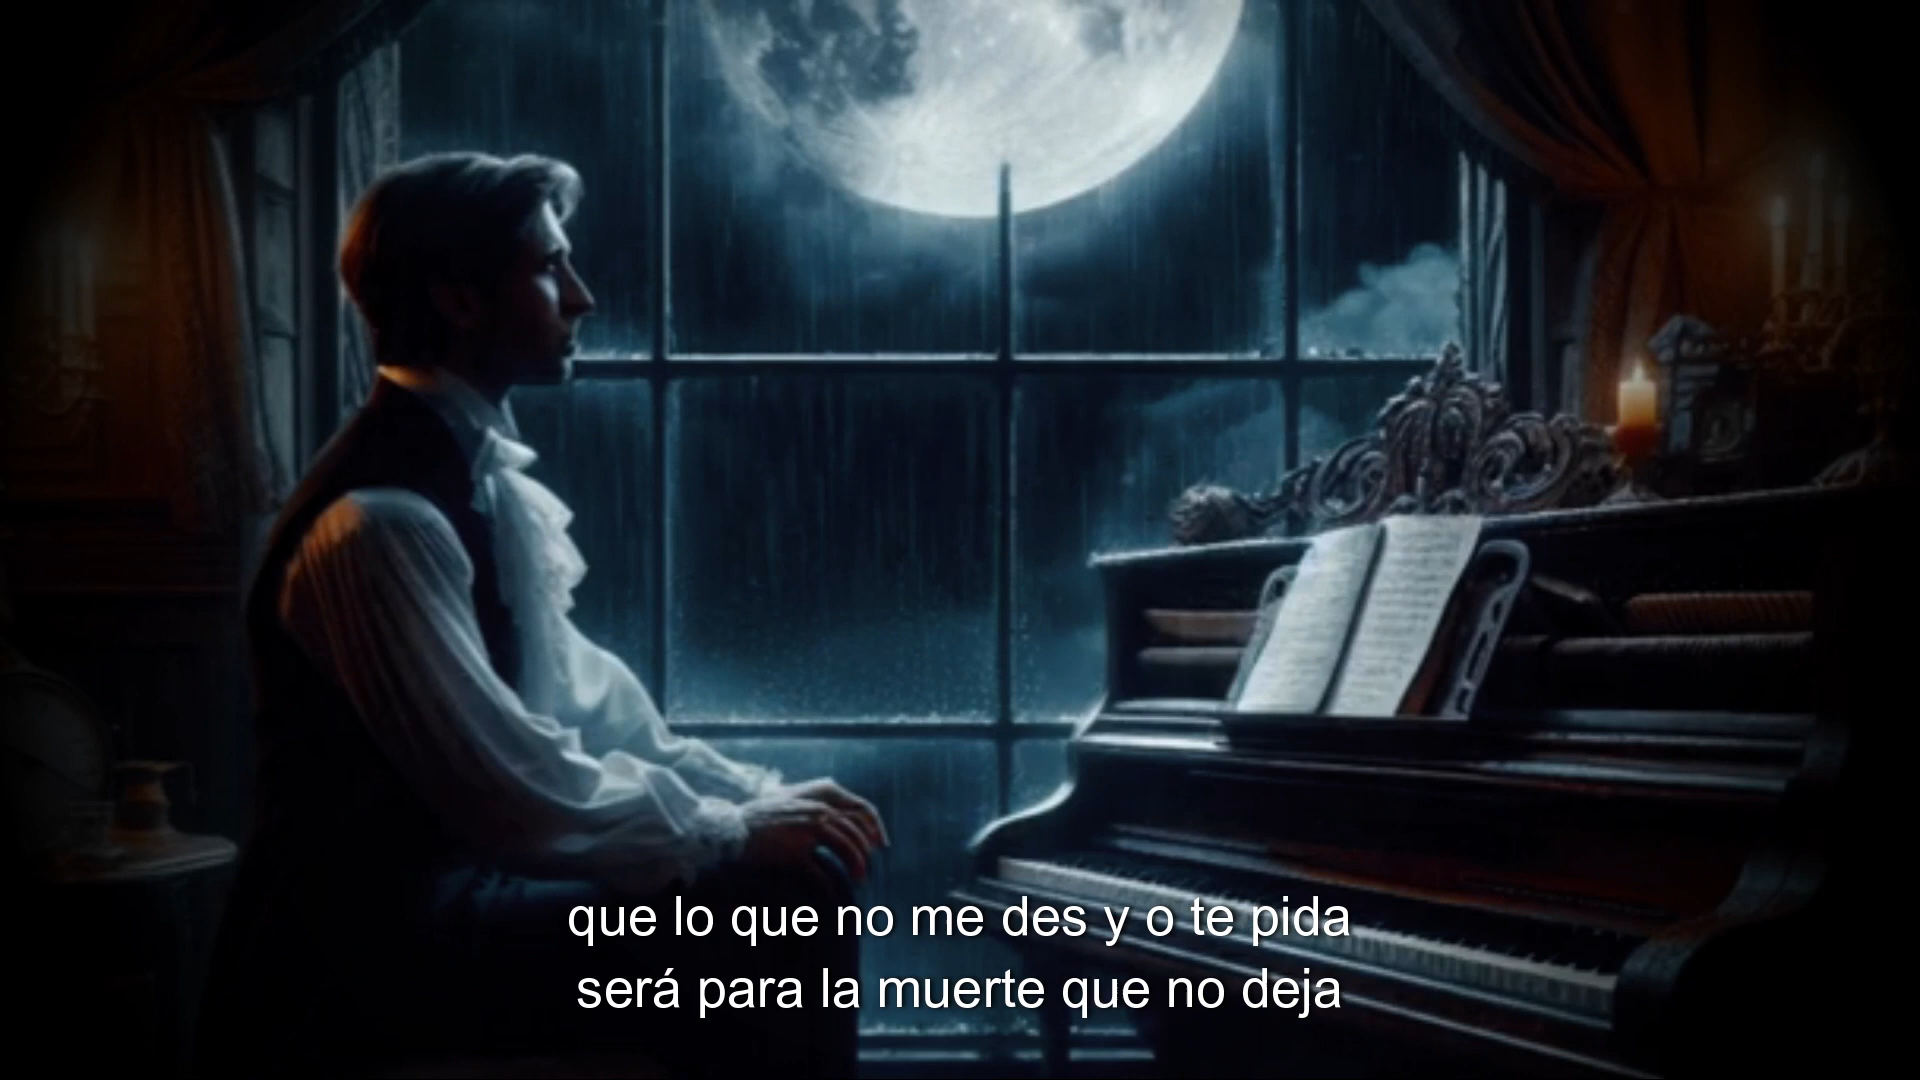 que lo que no me des y o te pida
será para la muerte que no deja